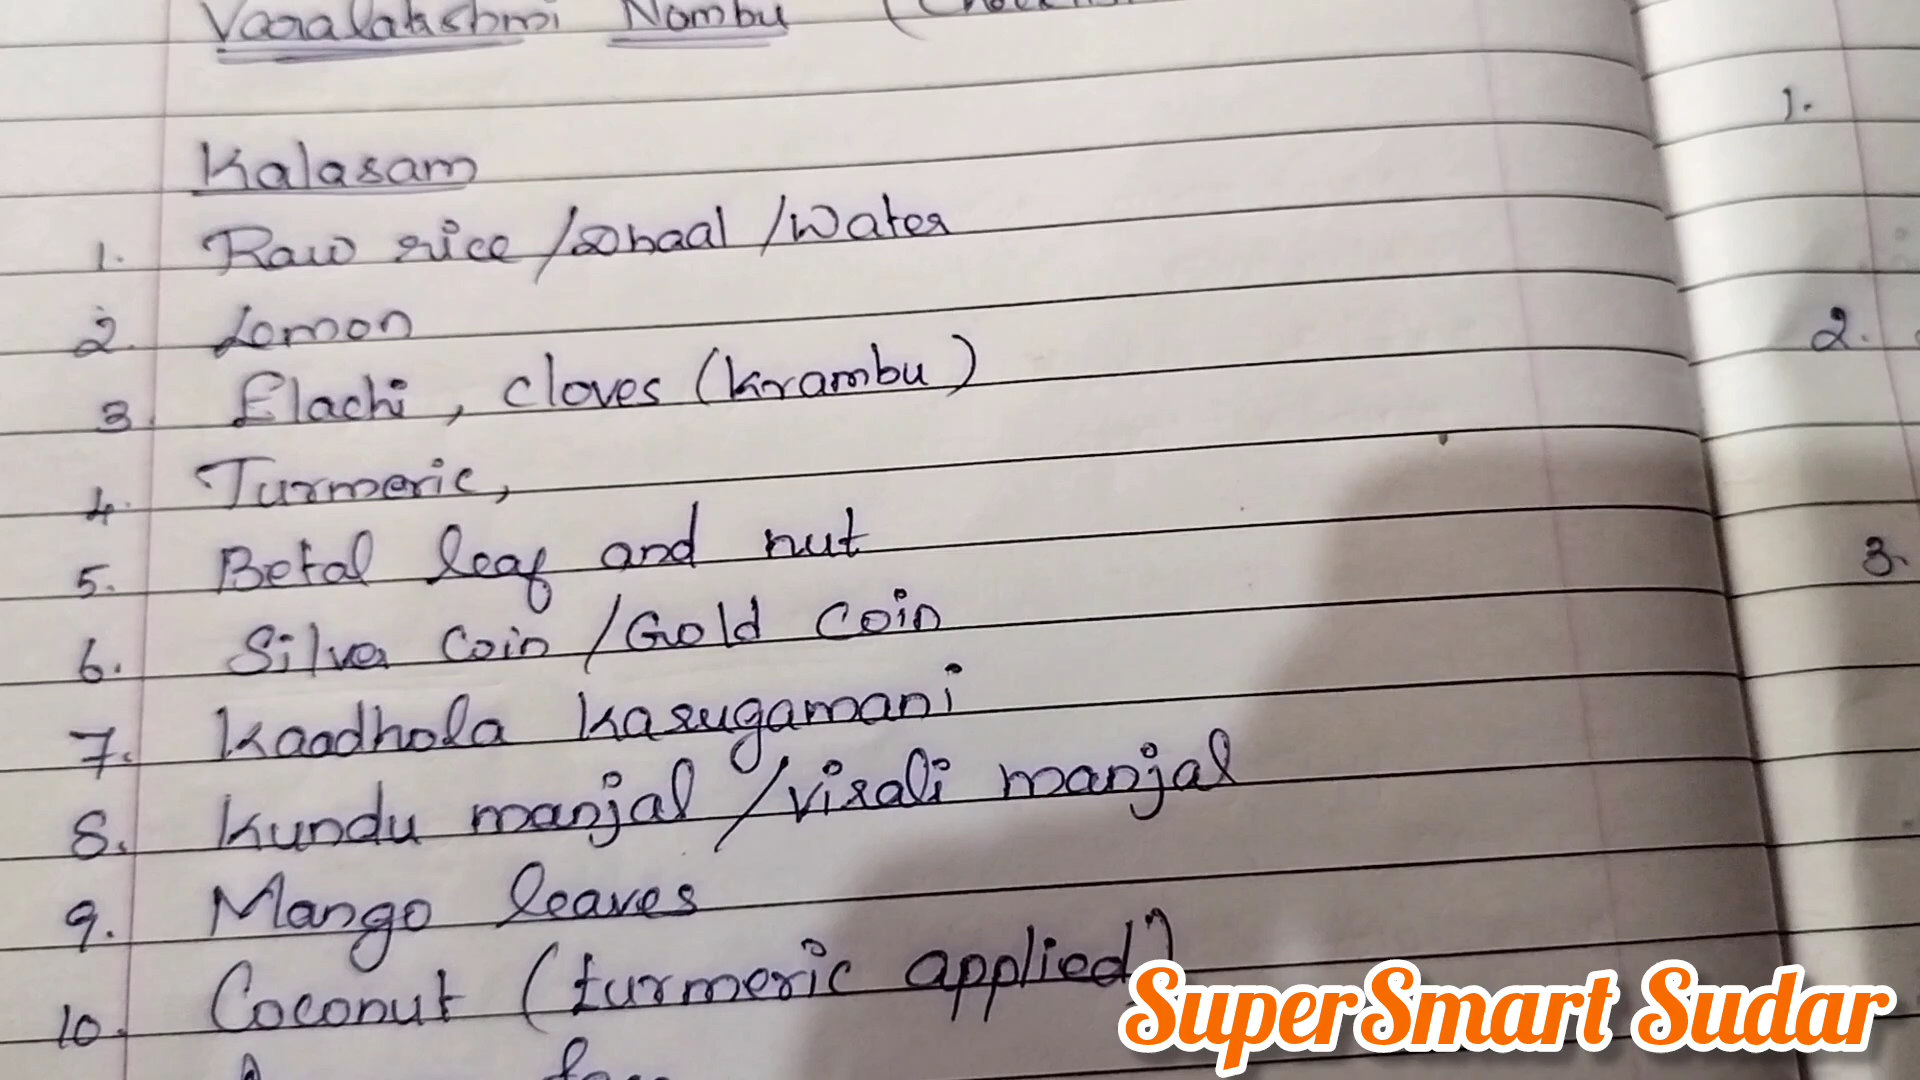 Varalakshmi Nombu
Kalasam
1. Raw rice /dhaal /Water
2. Lemon
3. Elachi, cloves (Krambu)
4. Turmeric,
5. Betal leaf and nut
6. Silver Coin /Gold coin
7. Kaadhola Kasugamani
8. Kundu manjal /virali manjal
9. Mango leaves
10. Coconut (turmeric applied)
1.
2.
3.
SuperSmart Sudar